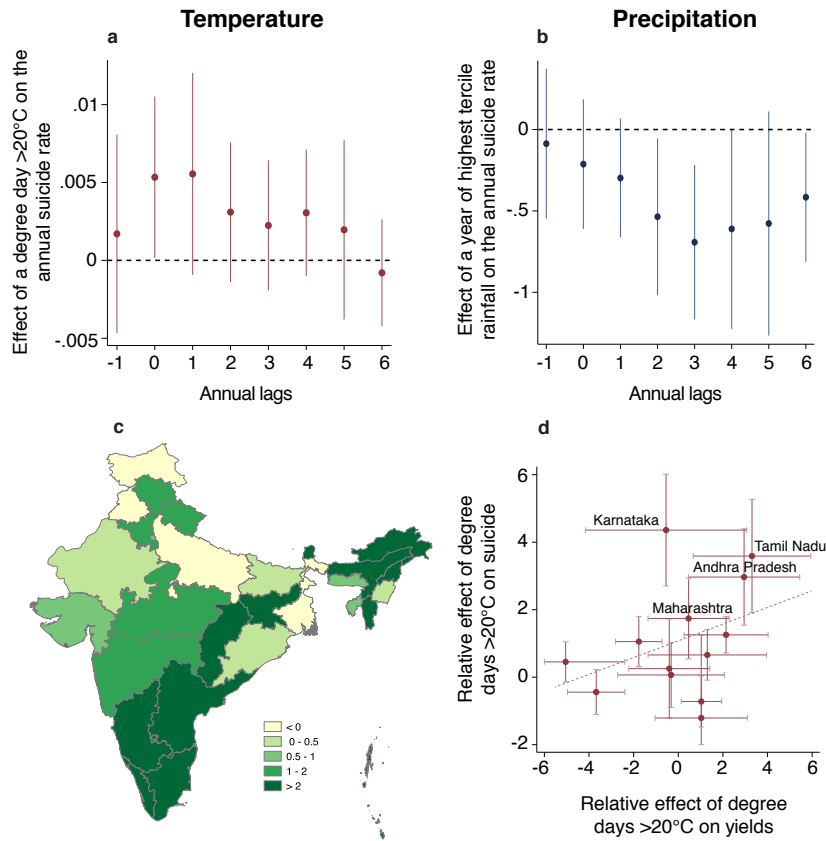 Temperature
Precipitation
a
Effect of a degree day >20°C on the
annual suicide rate
.01
.005
0
-.005
-1 0 1 2 3 4 5 6
Annual lags
b
Effect of a year of highest tercile
rainfall on the annual suicide rate
0
-.5
-1
-1 0 1 2 3 4 5 6
Annual lags
c
< 0
0 - 0.5
0.5 - 1
1 - 2
> 2
d
Relative effect of degree
days >20°C on suicide
6
4
2
0
-2
Karnataka
Tamil Nadu
Andhra Pradesh
Maharashtra
-6 -4 -2 0 2 4 6
Relative effect of degree
days >20°C on yields